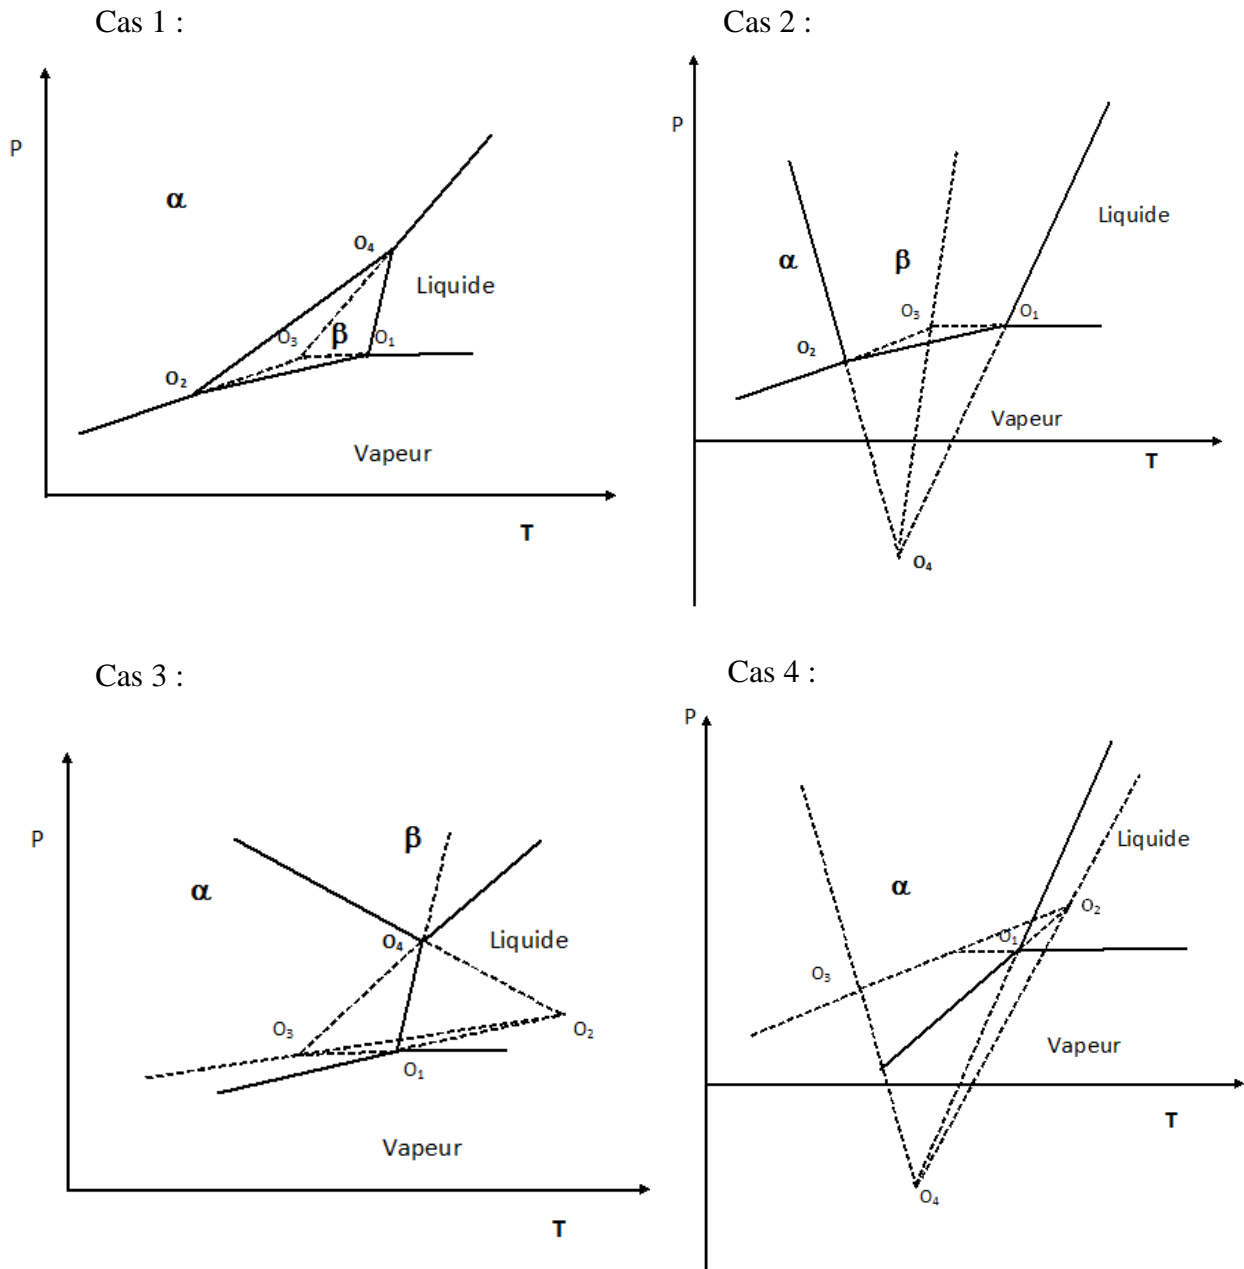 Cas 1 :
P
α
O₄
Liquide
O₃
β
O₁
O₂
Vapeur
T
Cas 2 :
P
Liquide
α
β
O₃
O₁
O₂
Vapeur
T
O₄
Cas 3 :
P
β
α
O₄
Liquide
O₃
O₂
O₁
Vapeur
T
Cas 4 :
P
Liquide
α
O₂
O₁
O₃
Vapeur
T
O₄